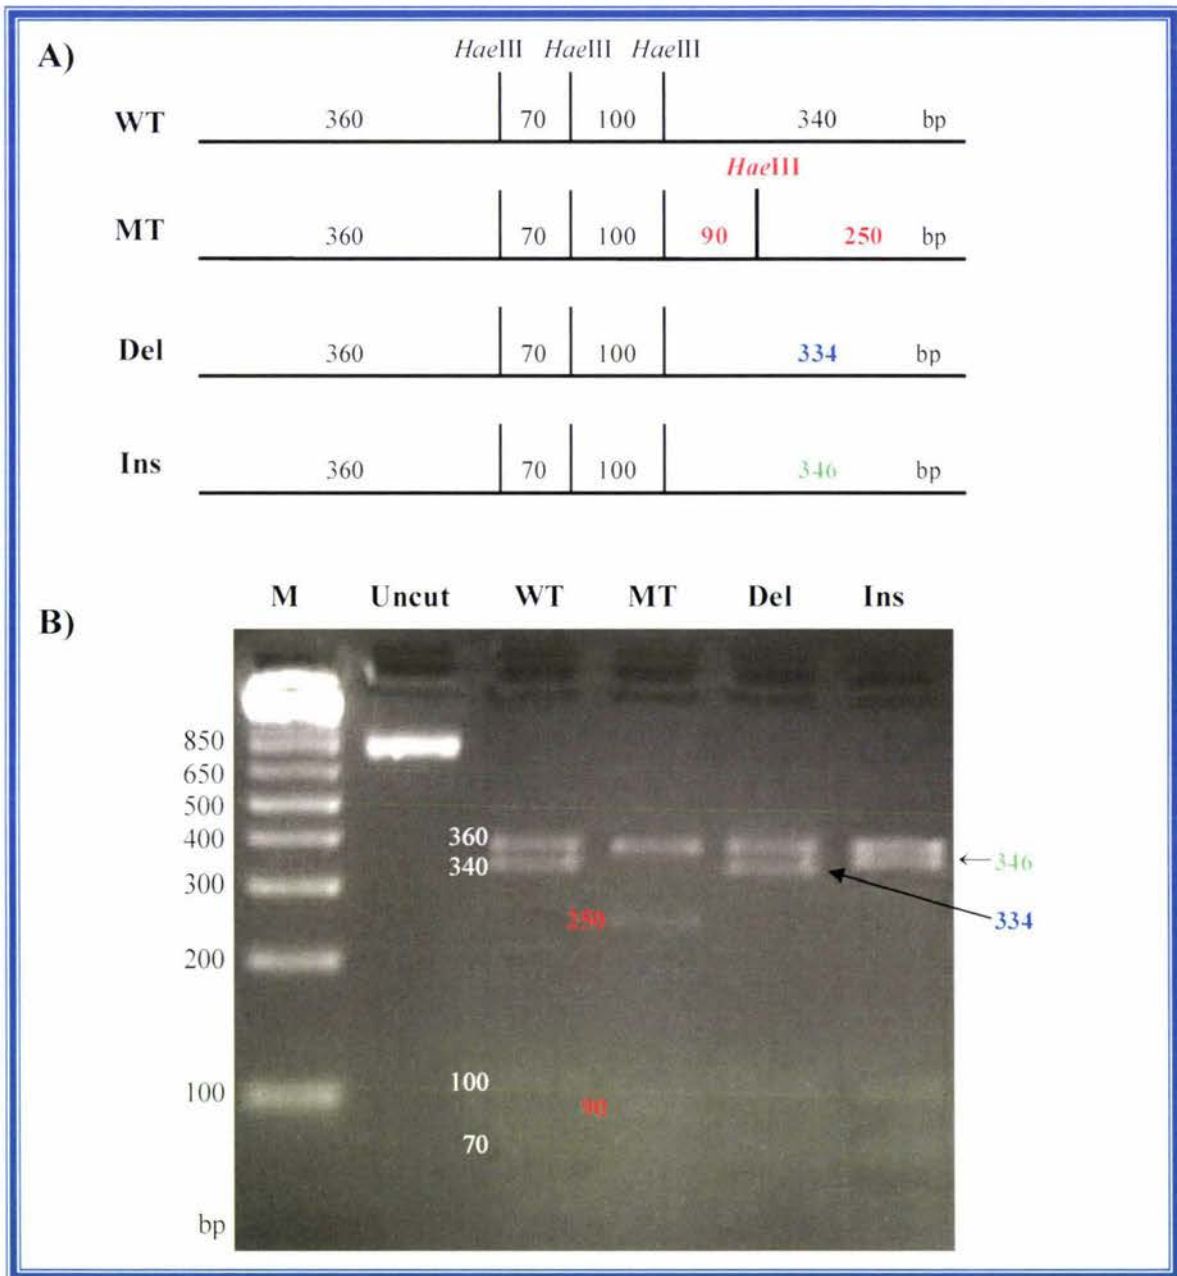 A)
HaeIII HaeIII HaeIII
WT 360 70 100 340 bp
HaeIII
MT 360 70 100 90 250 bp
Del 360 70 100 334 bp
Ins 360 70 100 346 bp
B)
M Uncut WT MT Del Ins
850
650
500
400 360
340 346
300
250 334
200
100 100
90
70
bp